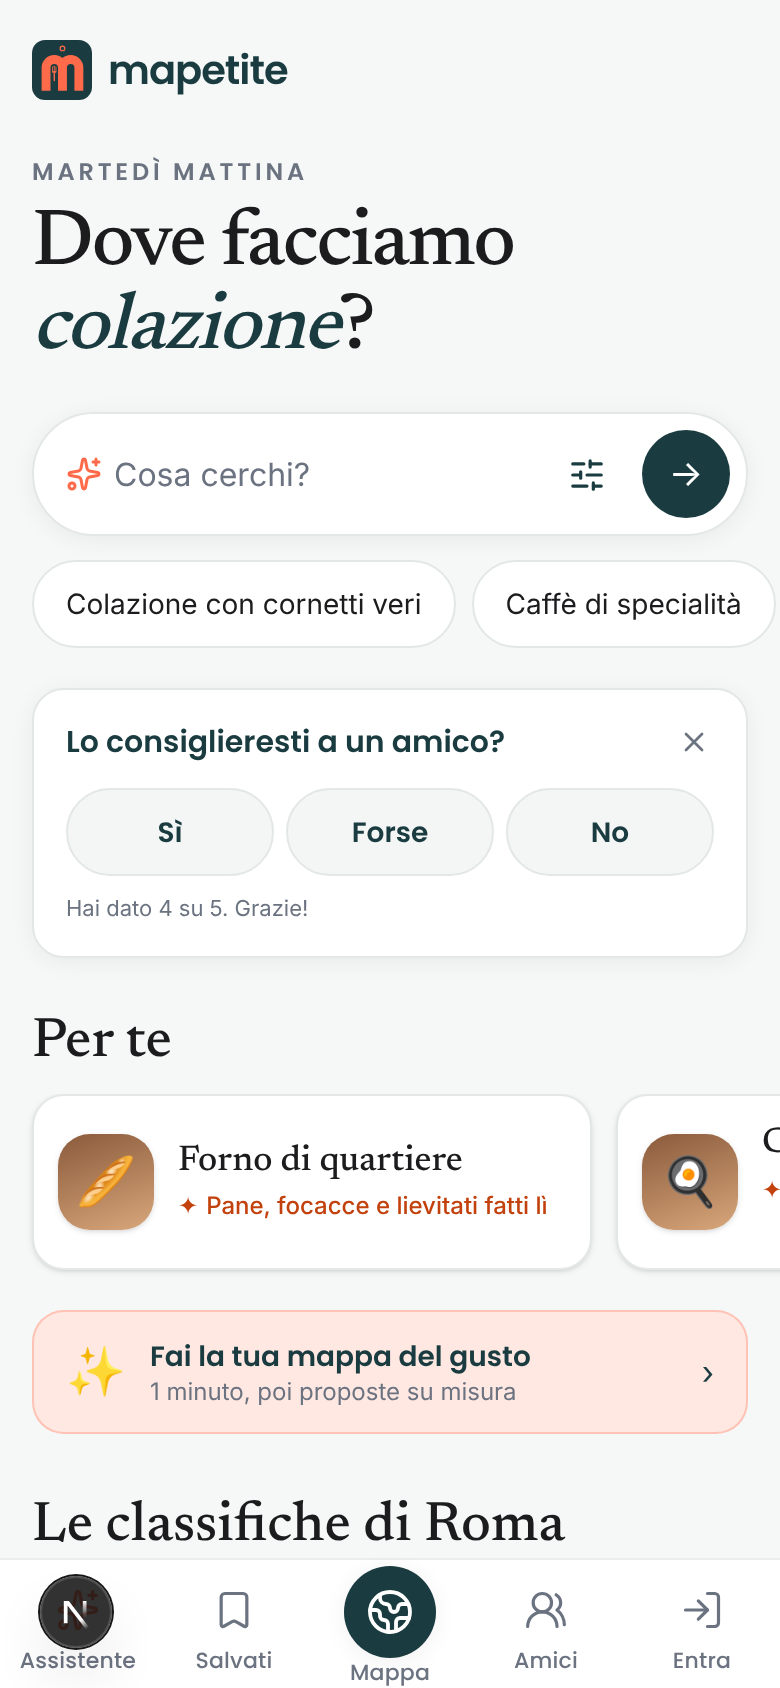 mapetite
MARTEDÌ MATTINA
Dove facciamo
colazione?
Cosa cerchi?
Colazione con cornetti veri
Caffè di specialità
Lo consiglieresti a un amico?
Sì
Forse
No
Hai dato 4 su 5. Grazie!
Per te
Forno di quartiere
✦ Pane, focacce e lievitati fatti lì
Fai la tua mappa del gusto
1 minuto, poi proposte su misura
Le classifiche di Roma
N
Assistente
Salvati
Mappa
Amici
Entra